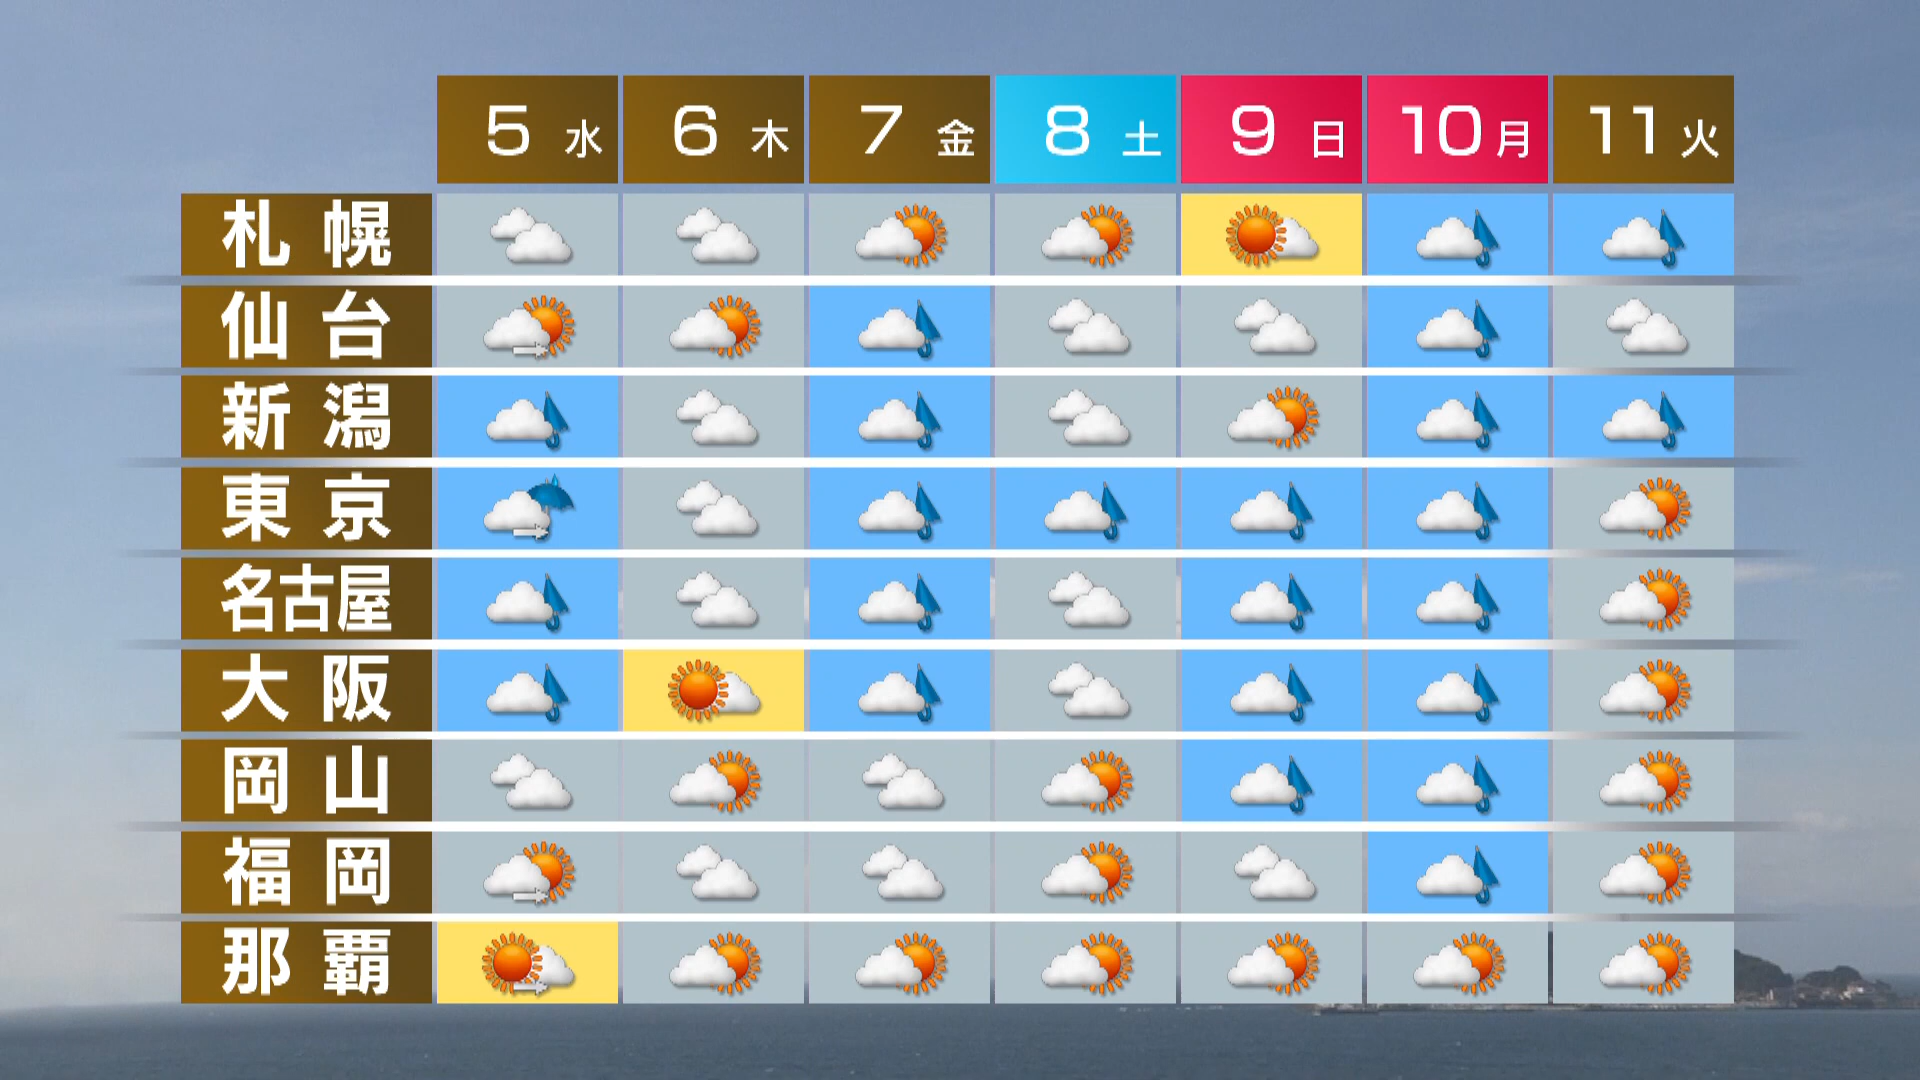 5 水 6 木 7 金 8 土 9 日 10 月 11 火
札幌
仙台
新潟
東京
名古屋
大阪
岡山
福岡
那覇